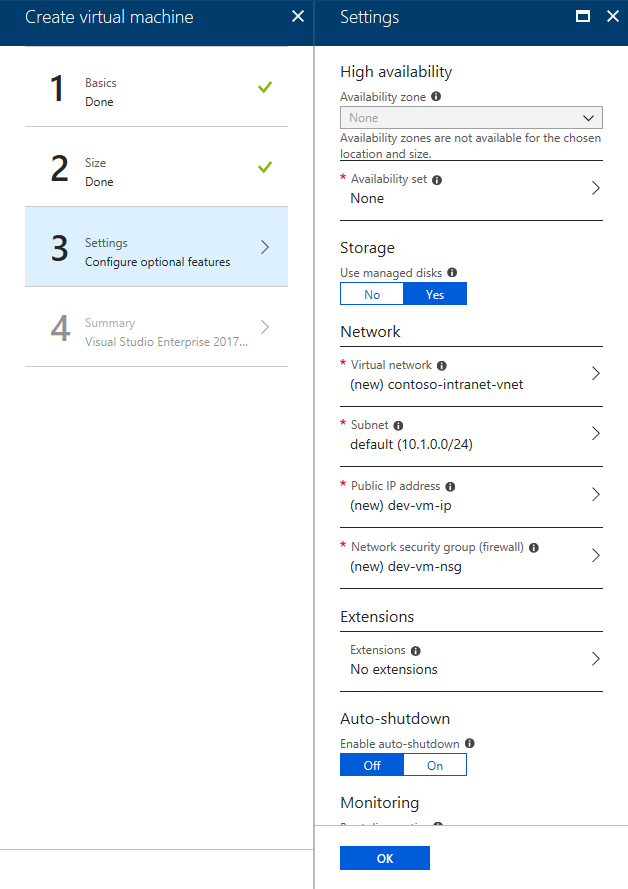 Create virtual machine
1
Basics
Done
2
Size
Done
3
Settings
Configure optional features
4
Summary
Visual Studio Enterprise 2017...
Settings
High availability
Availability zone
None
Availability zones are not available for the chosen
location and size.
* Availability set
None
Storage
Use managed disks
No Yes
Network
* Virtual network
(new) contoso-intranet-vnet
* Subnet
default (10.1.0.0/24)
* Public IP address
(new) dev-vm-ip
* Network security group (firewall)
(new) dev-vm-nsg
Extensions
Extensions
No extensions
Auto-shutdown
Enable auto-shutdown
Off On
Monitoring
OK